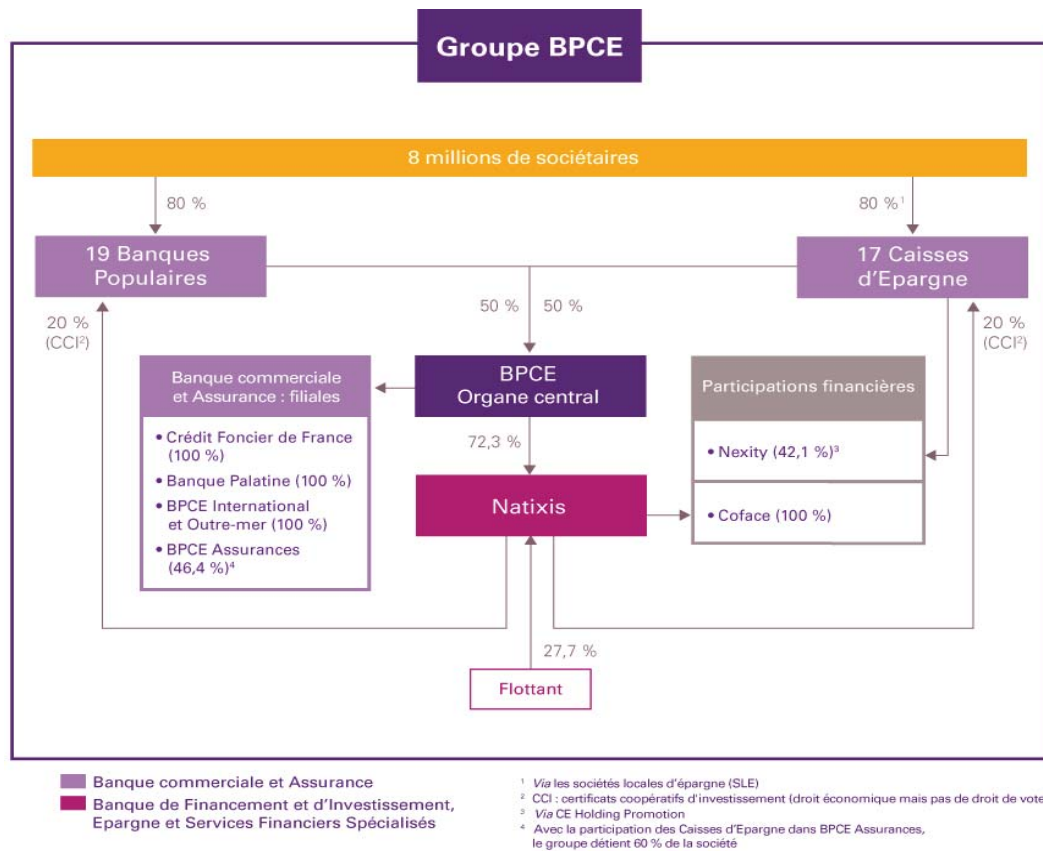 Groupe BPCE
8 millions de sociétaires
80 %
80 %¹
19 Banques
Populaires
17 Caisses
d'Epargne
50 %
50 %
20 %
(CCI²)
20 %
(CCI²)
Banque commerciale
et Assurance : filiales
• Crédit Foncier de France
(100 %)
• Banque Palatine (100 %)
• BPCE International
et Outre-mer (100 %)
• BPCE Assurances
(46,4 %)⁴
BPCE
Organe central
72,3 %
Natixis
Participations financières
• Nexity (42,1 %)³
• Coface (100 %)
27,7 %
Flottant
Banque commerciale et Assurance
Banque de Financement et d'Investissement,
Epargne et Services Financiers Spécialisés
¹ Via les sociétés locales d'épargne (SLE)
² CCI : certificats coopératifs d'investissement (droit économique mais pas de droit de vote
³ Via CE Holding Promotion
⁴ Avec la participation des Caisses d'Epargne dans BPCE Assurances,
le groupe détient 60 % de la société